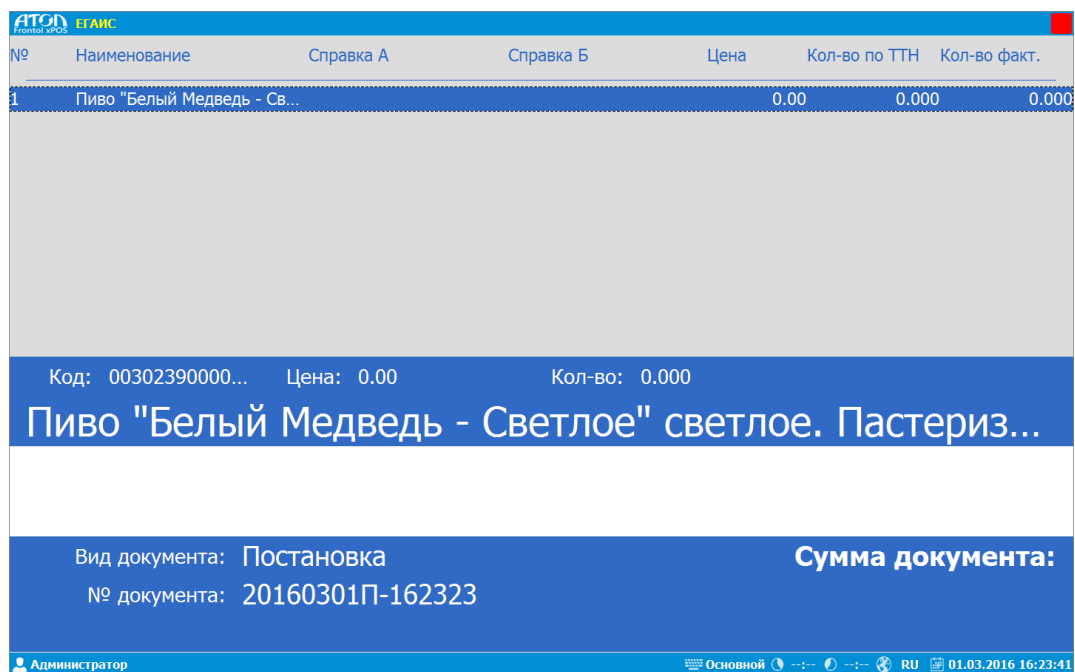 ATOL ЕГАИС
Frontol xPOS
№ Наименование Справка А Справка Б Цена Кол-во по ТТН Кол-во факт.
1 Пиво "Белый Медведь - Св... 0.00 0.000 0.000
Код: 00302390000... Цена: 0.00 Кол-во: 0.000
Пиво "Белый Медведь - Светлое" светлое. Пастериз...
Вид документа: Постановка Сумма документа:
№ документа: 20160301П-162323
Администратор Основной --:-- --:-- RU 01.03.2016 16:23:41